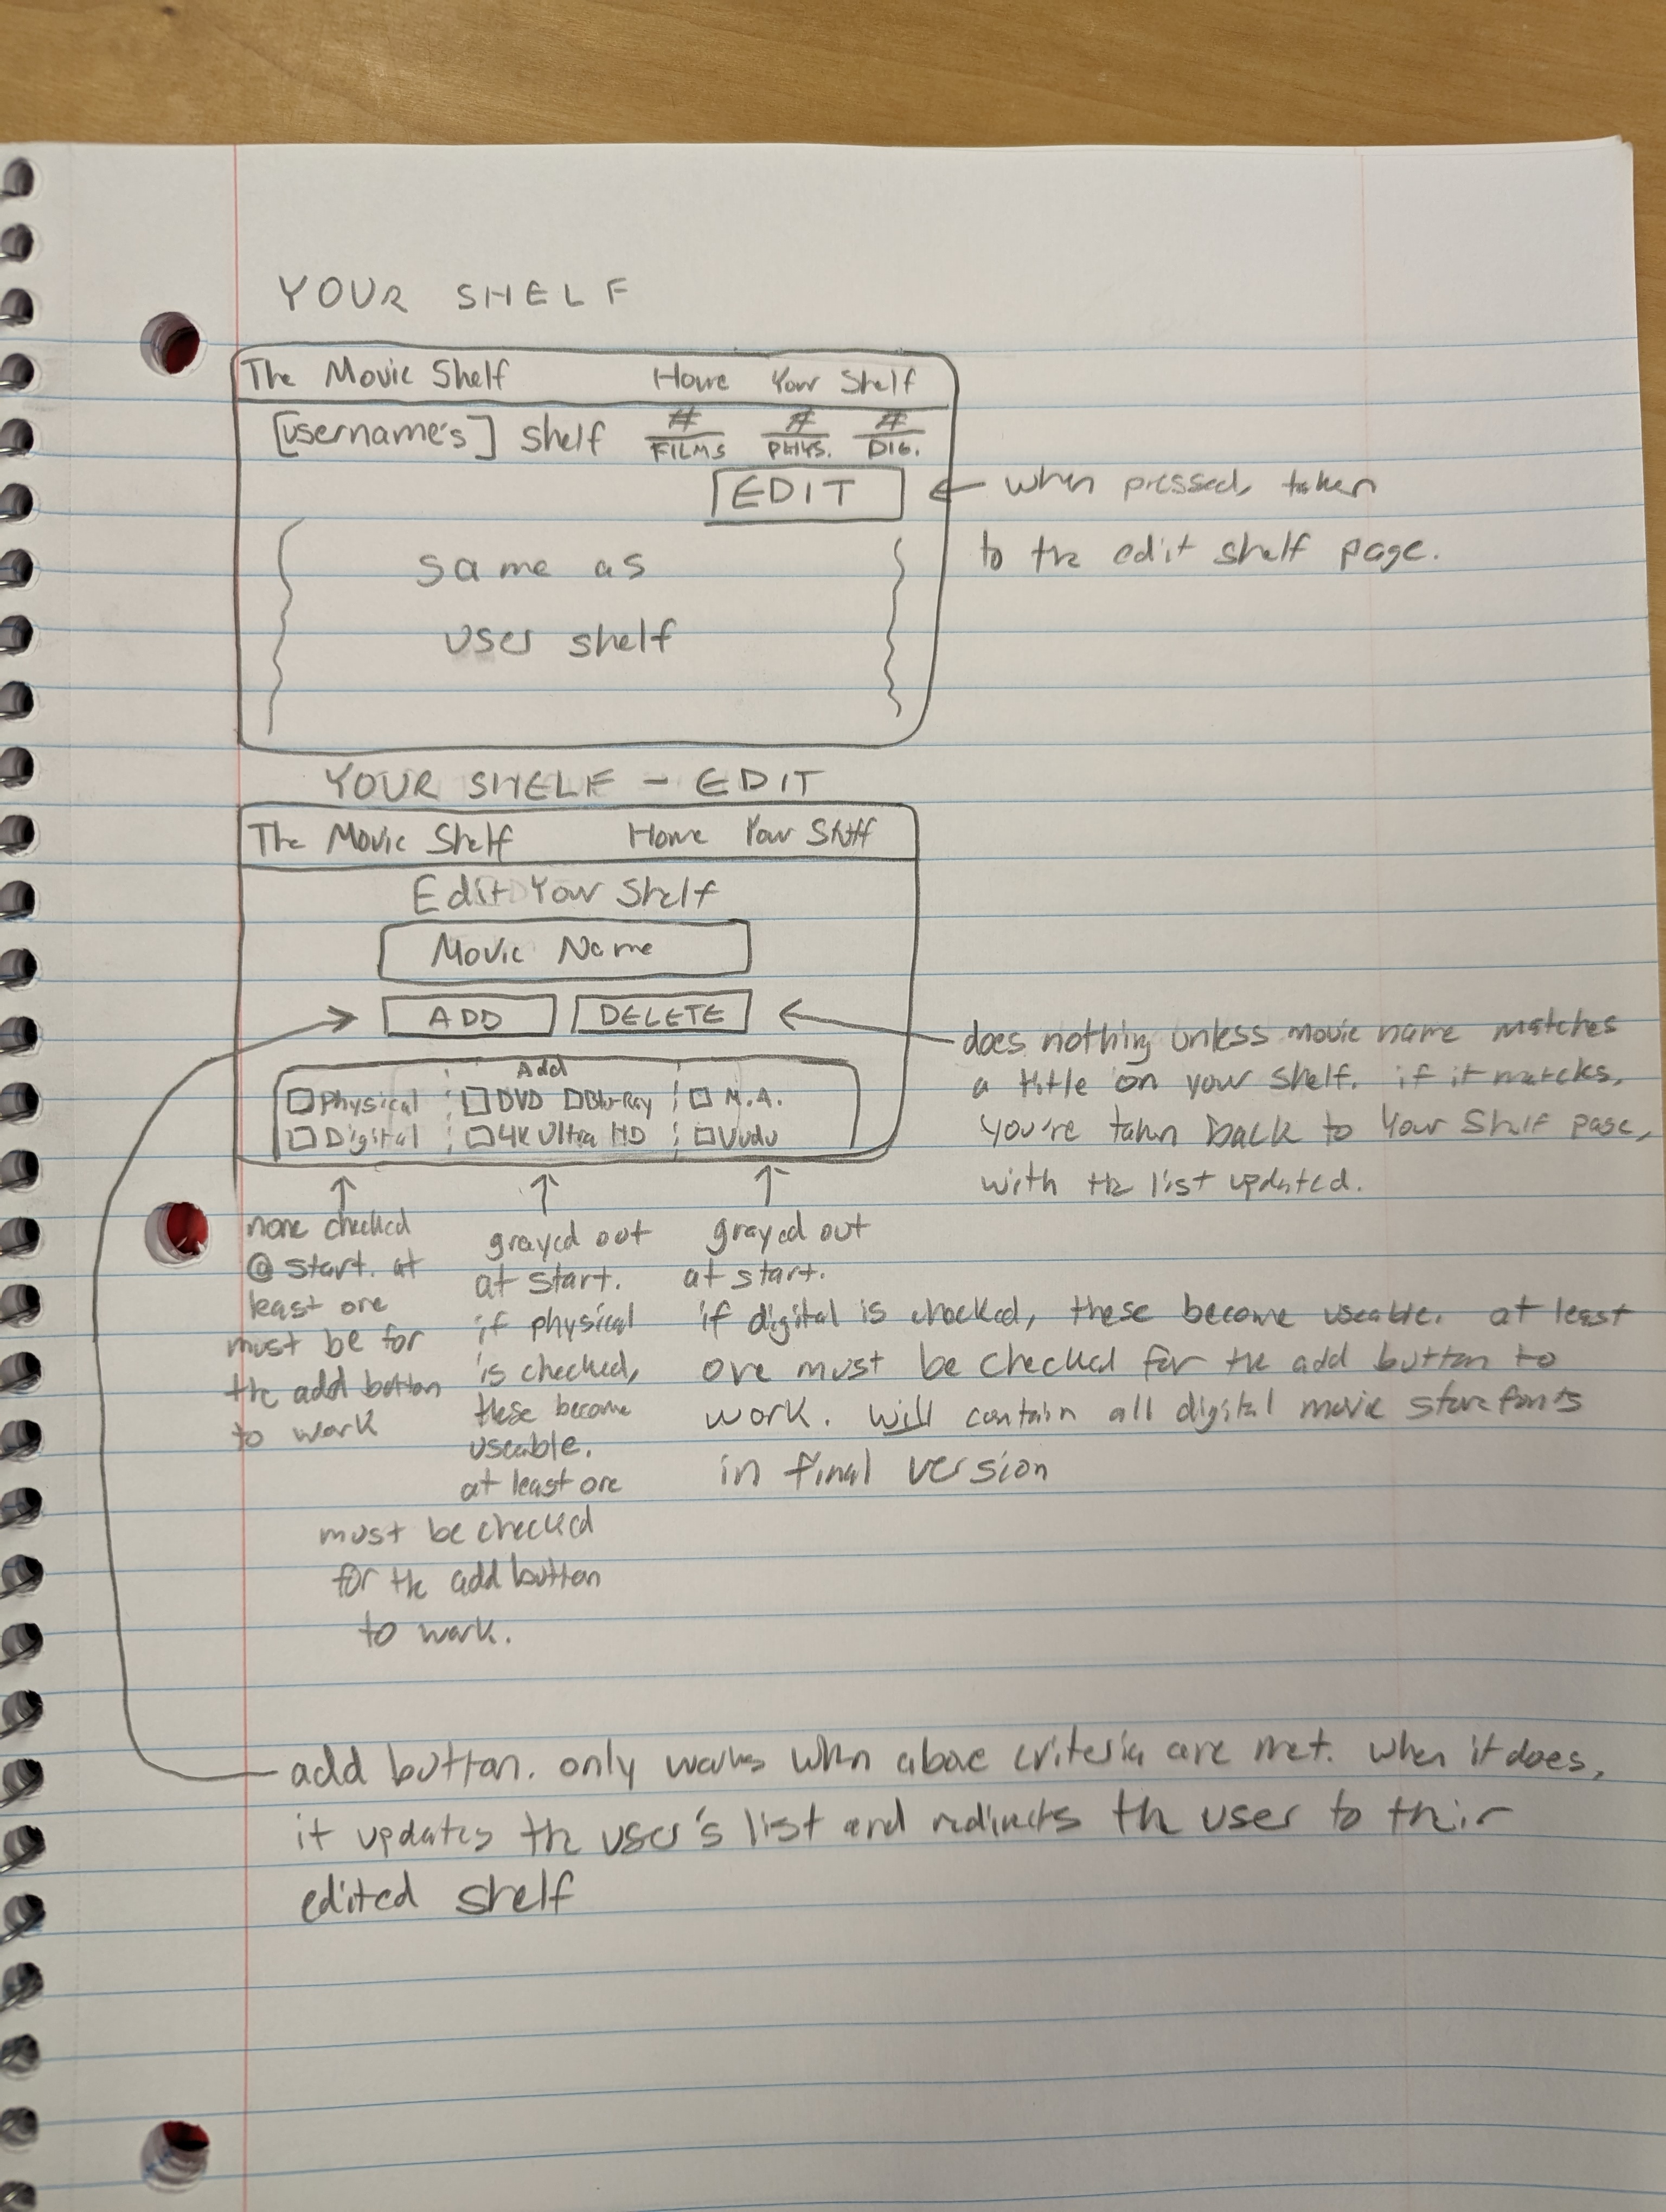 YOUR SHELF
The Movie Shelf Home Your Shelf
[username's] shelf # # #
FILMS PHYS. DIG.
EDIT
when pressed, taken
to the edit shelf page.
same as
user shelf
YOUR SHELF - EDIT
The Movie Shelf Home Your Shelf
Edit Your Shelf
Movie Name
ADD DELETE
does nothing unless movie name matches
a title on your shelf. if it matches,
you're taken back to Your Shelf page,
with the list updated.
Add
Physical DVD Blu-Ray M.A.
Digital 4K Ultra HD Vudu
none checked
@ start. at
least one
must be for
the add button
to work
grayed out
at start.
if physical
is checked,
these become
useable.
at least one
must be checked
for the add button
to work.
grayed out
at start.
if digital is checked, these become useable. at least
one must be checked for the add button to
work. will contain all digital movie storefonts
in final version
add button. only works when above criteria are met. when it does,
it updates the user's list and redirects the user to their
edited shelf